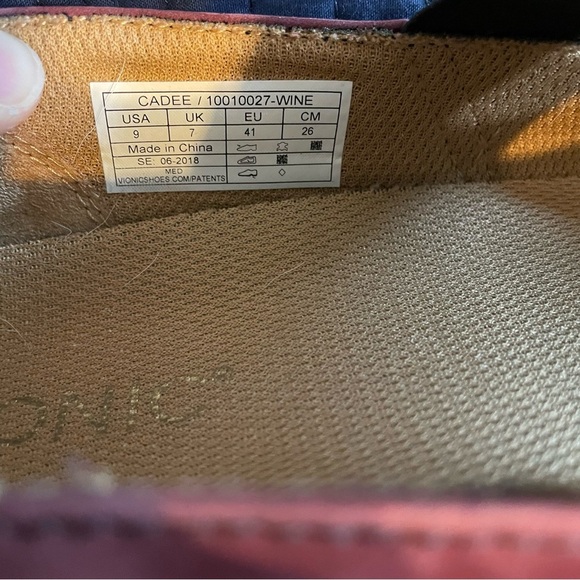 CADEE / 10010027-WINE
USA UK EU CM
9 7 41 26
Made in China
SE: 06-2018
MED
VIONICSHOES.COM/PATENTS
ONIC